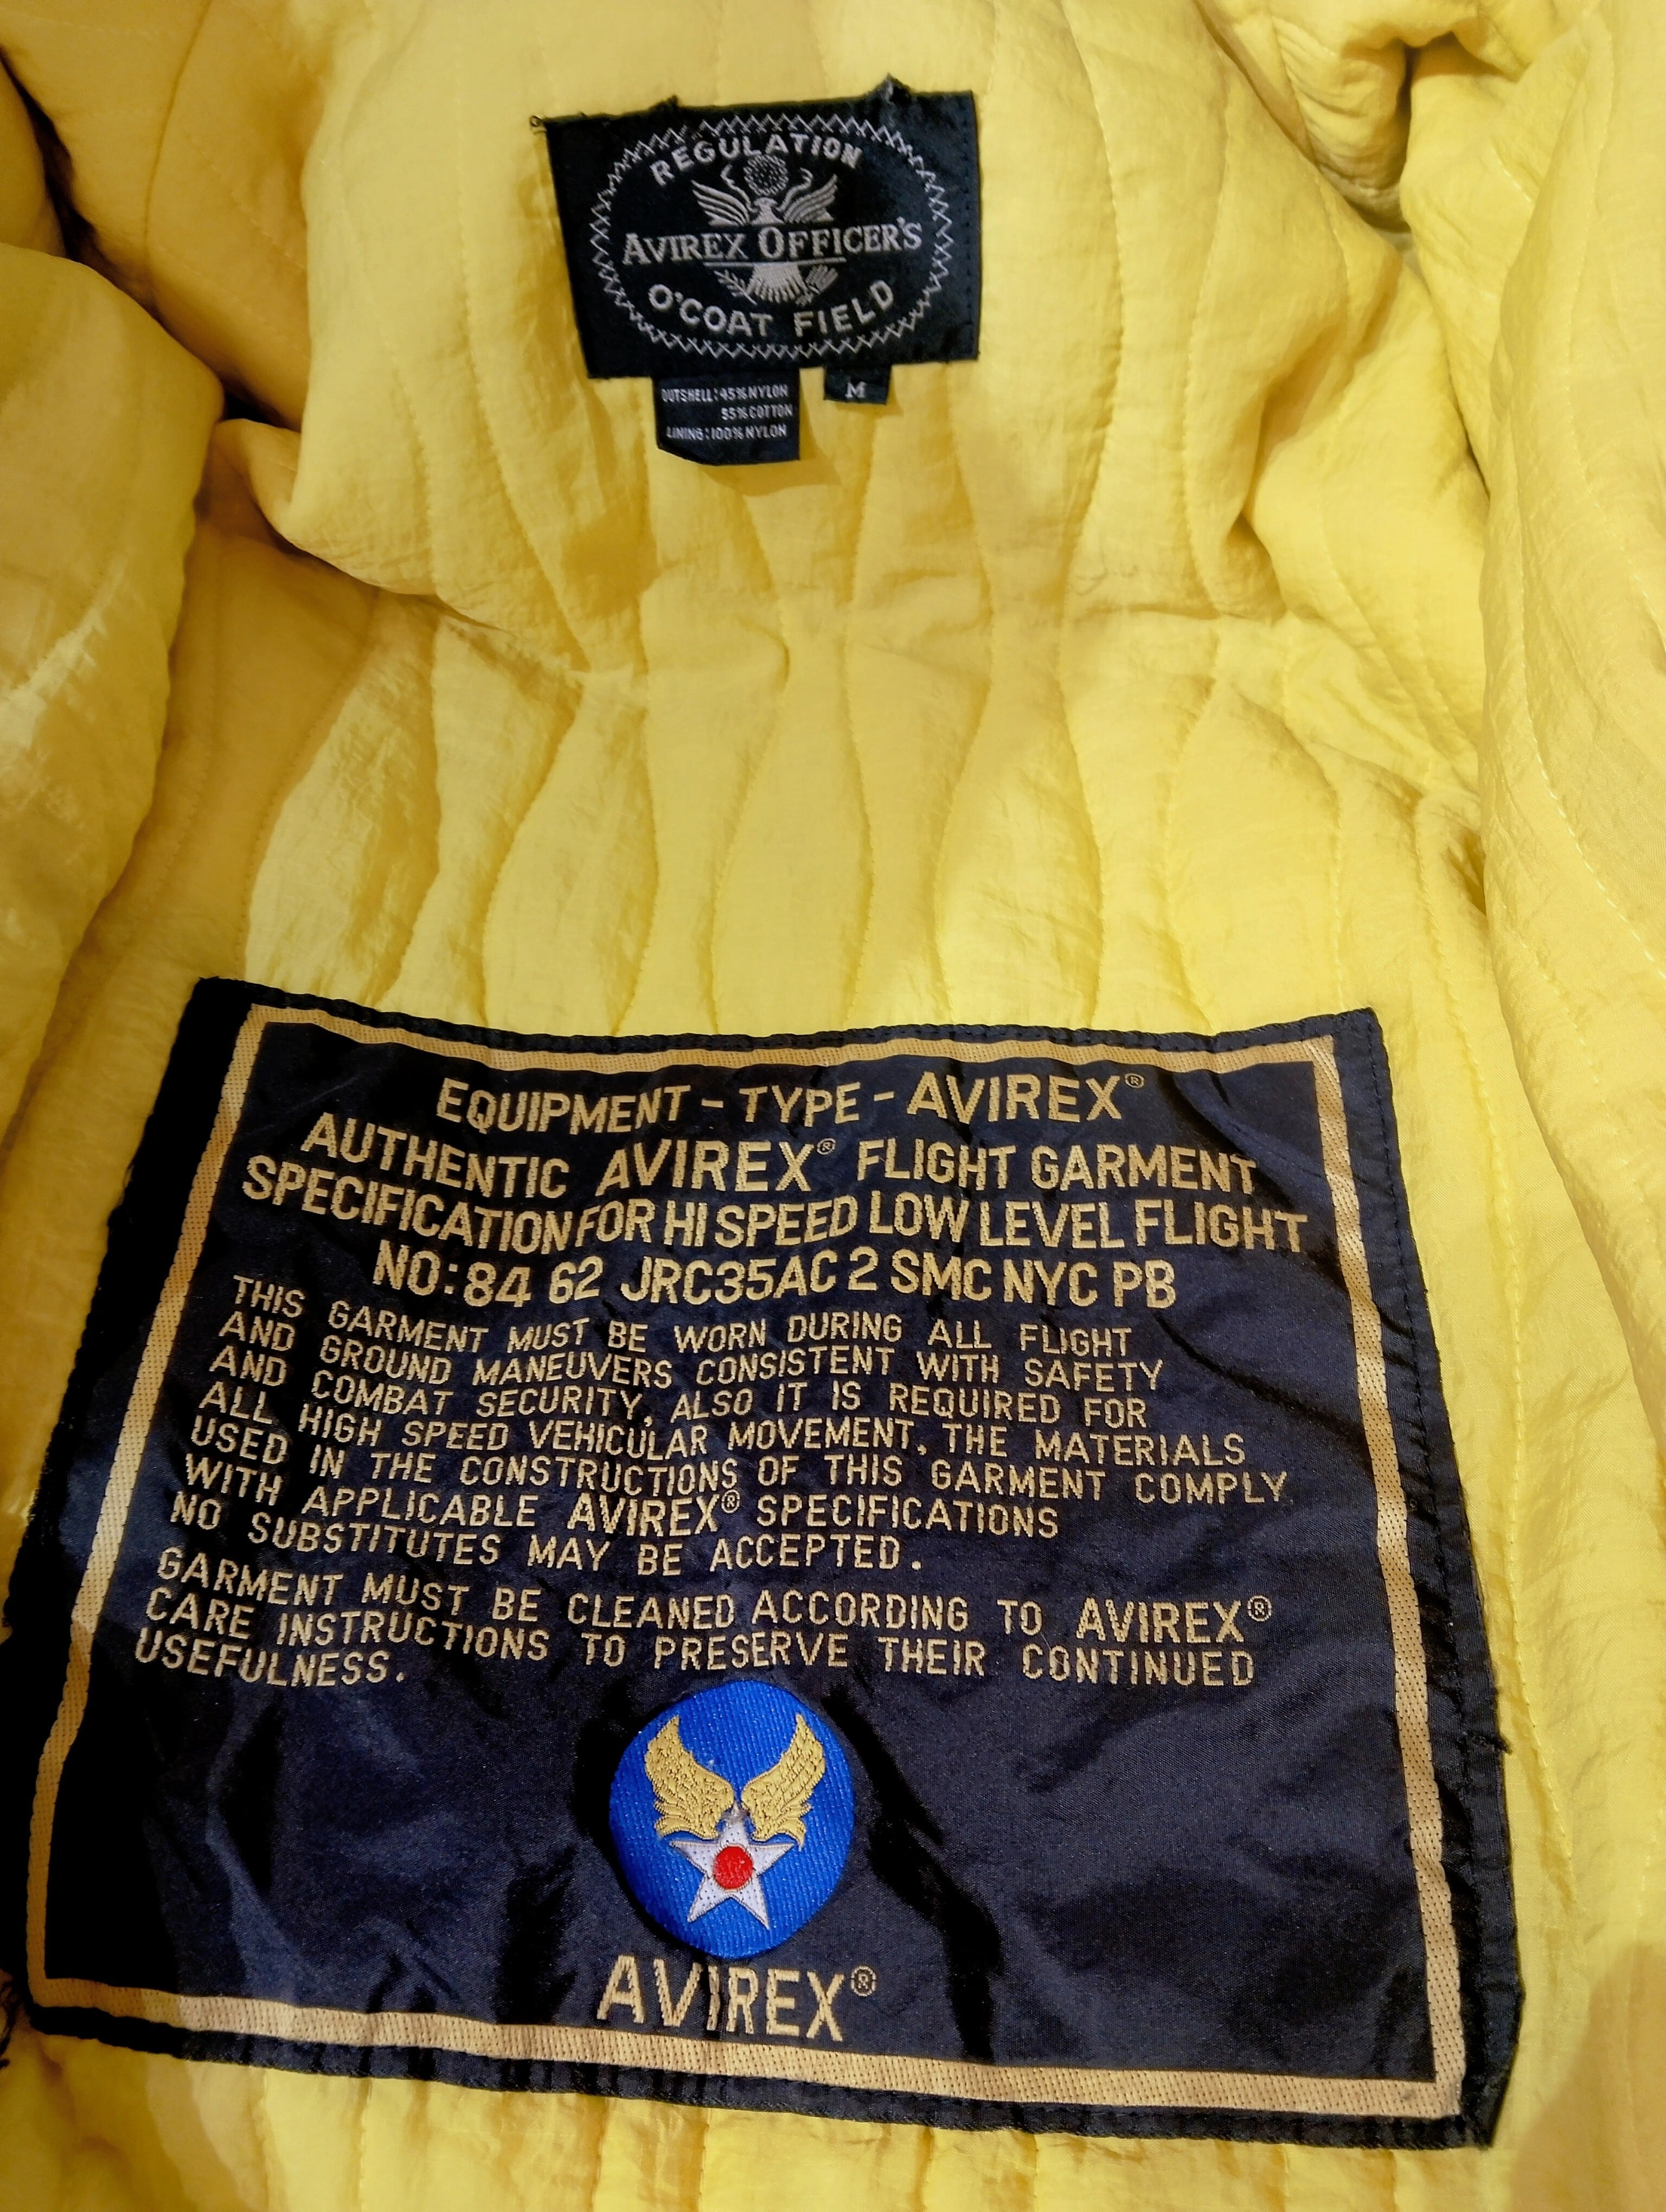 REGULATION
AVIREX OFFICER'S
O'COAT FIELD
OUTSHELL:45%NYLON
55%COTTON
LINING:100%NYLON
M
EQUIPMENT - TYPE - AVIREX®
AUTHENTIC AVIREX® FLIGHT GARMENT
SPECIFICATION FOR HI SPEED LOW LEVEL FLIGHT
NO:84 62 JRC35AC 2 SMC NYC PB
THIS GARMENT MUST BE WORN DURING ALL FLIGHT
AND GROUND MANEUVERS CONSISTENT WITH SAFETY
AND COMBAT SECURITY. ALSO IT IS REQUIRED FOR
ALL HIGH SPEED VEHICULAR MOVEMENT. THE MATERIALS
USED IN THE CONSTRUCTIONS OF THIS GARMENT COMPLY
WITH APPLICABLE AVIREX® SPECIFICATIONS
NO SUBSTITUTES MAY BE ACCEPTED.
GARMENT MUST BE CLEANED ACCORDING TO AVIREX®
CARE INSTRUCTIONS TO PRESERVE THEIR CONTINUED
USEFULNESS.
AVIREX®